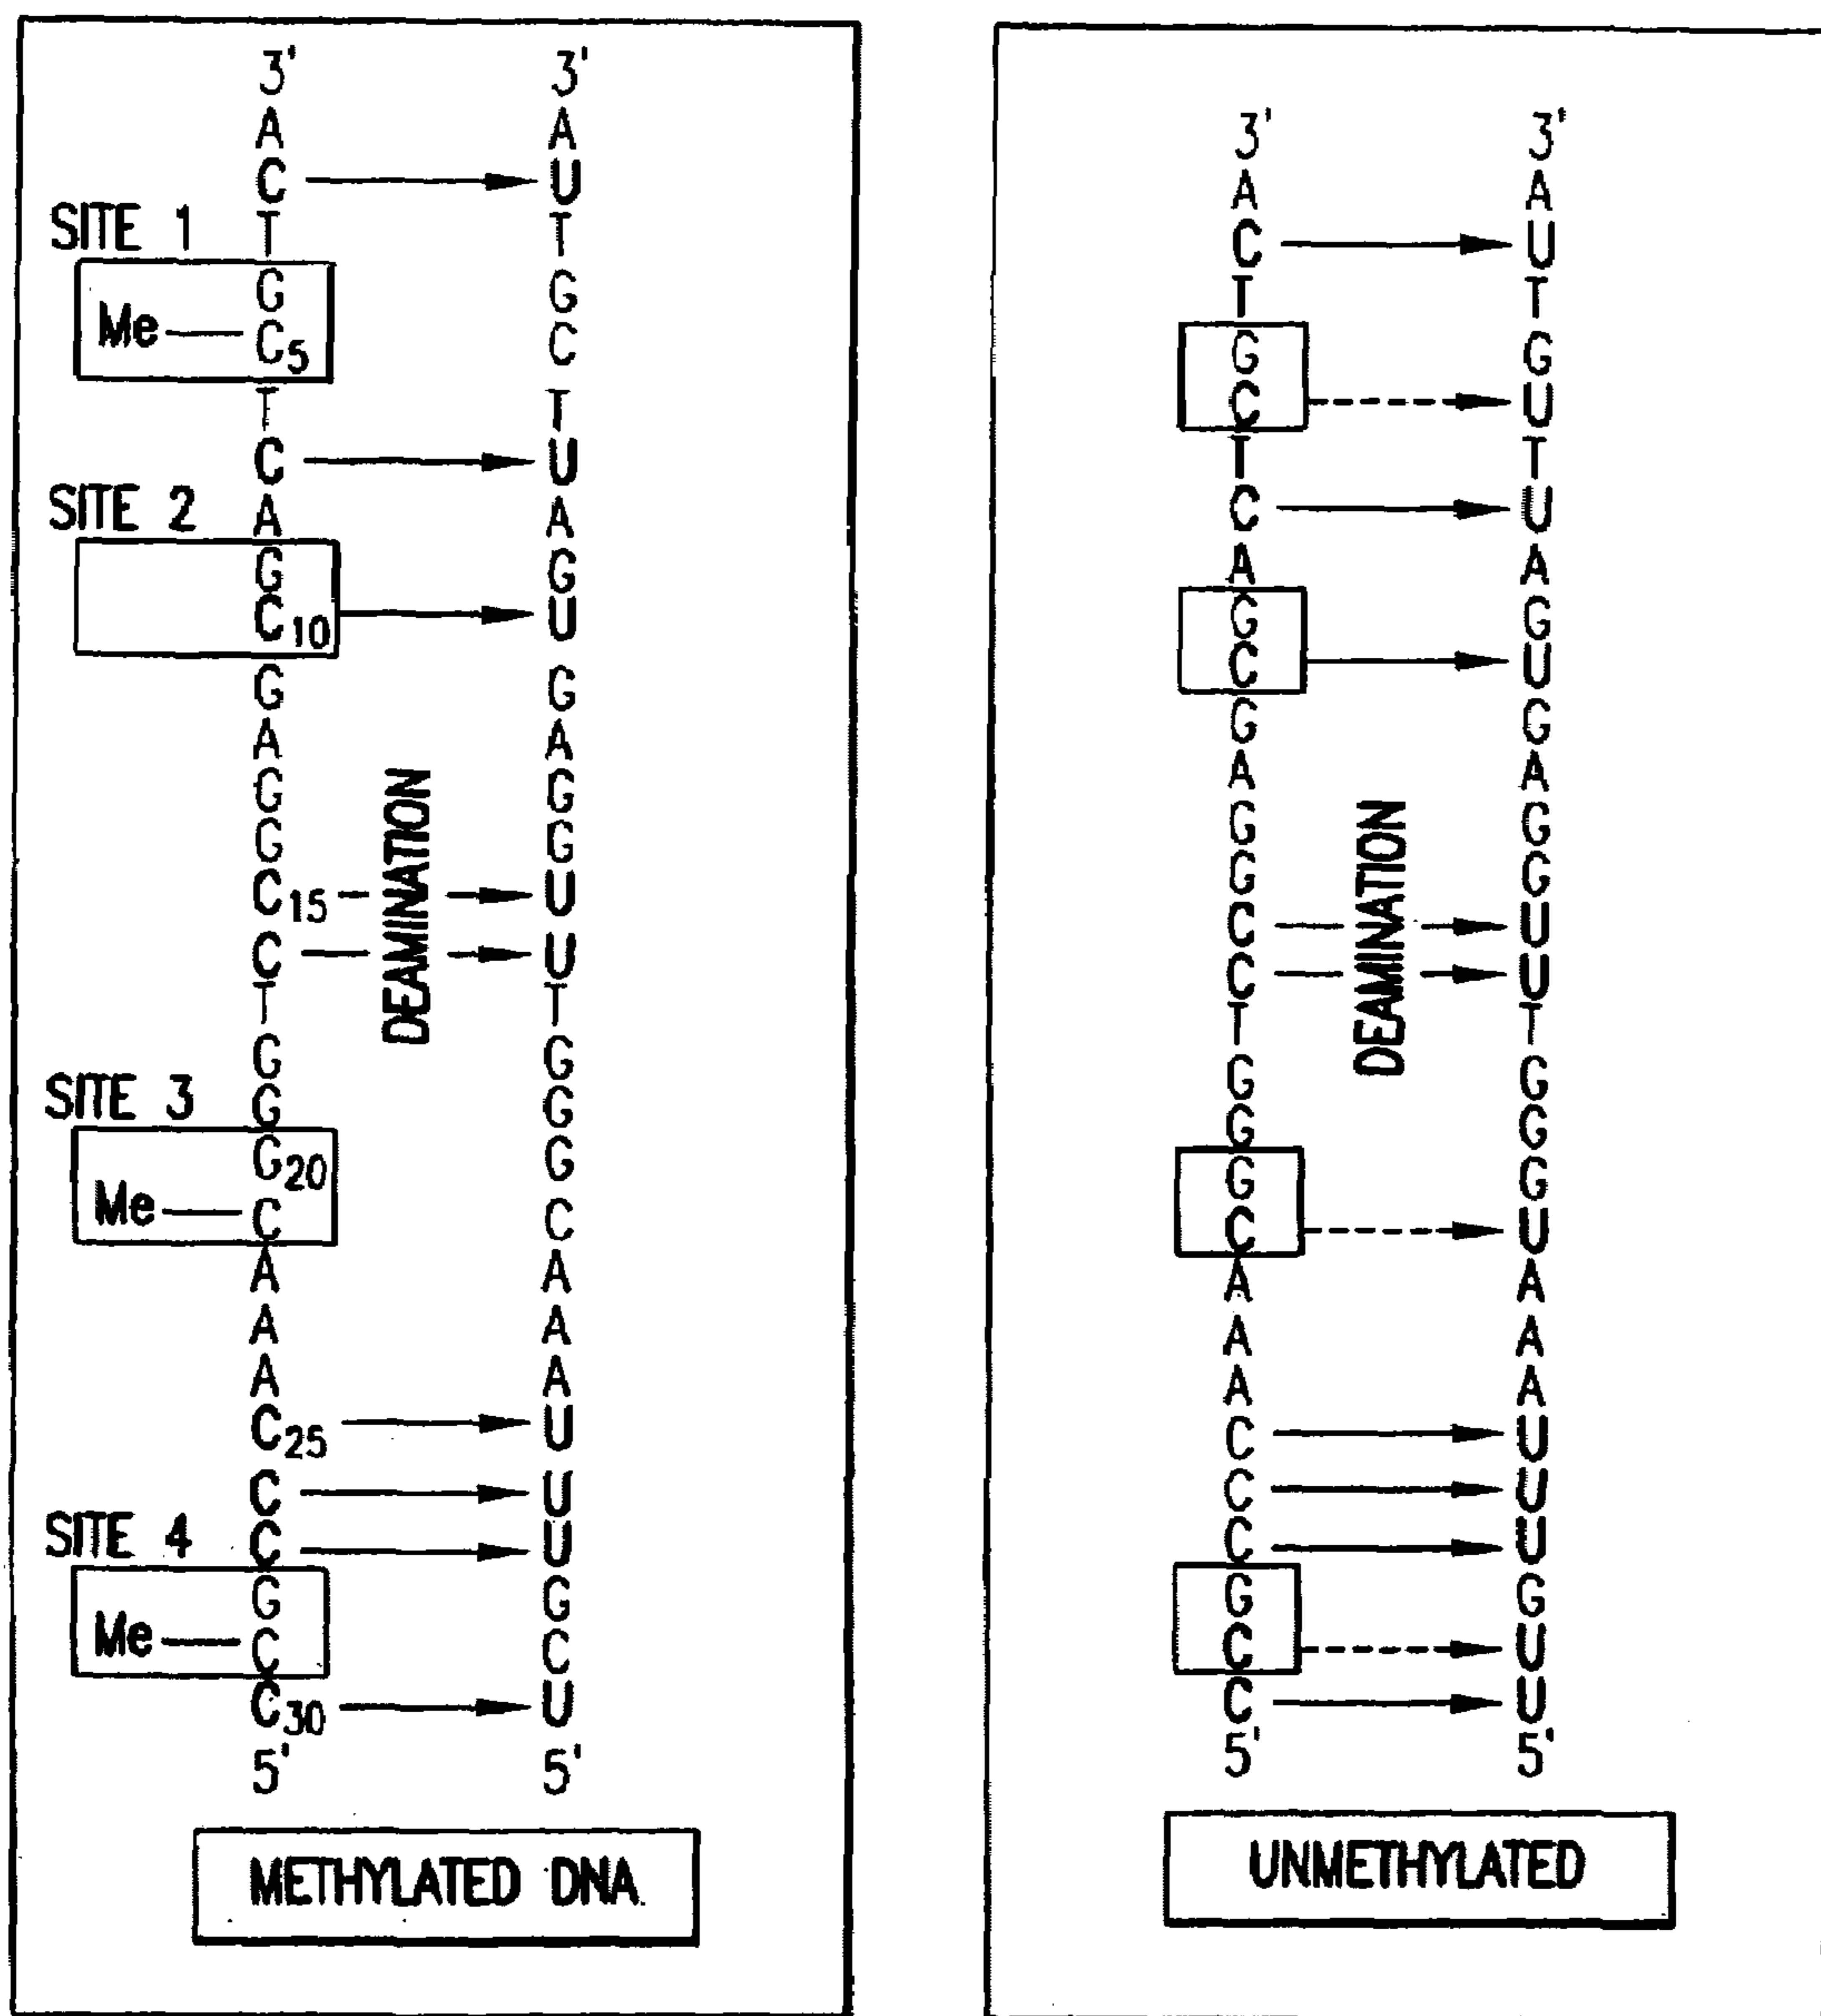 3' 3'
A A
C U
SITE 1 T T
G G
Me C5 C
T T
C U
SITE 2 A A
G G
C10 U
G G
A A
G G
G G
C15 U
DEAMINATION
C U
T T
G G
SITE 3 G G
G20 G
Me C C
A A
A A
A A
C25 U
C U
SITE 4 C U
G G
Me C C
C30 U
5' 5'
METHYLATED DNA
3' 3'
A A
C U
T T
G G
C U
T T
C U
A A
G G
C U
G G
A A
G G
G G
C U
DEAMINATION
C U
T T
G G
G G
G G
C U
A A
A A
A A
C U
C U
C U
G G
C U
C U
5' 5'
UNMETHYLATED